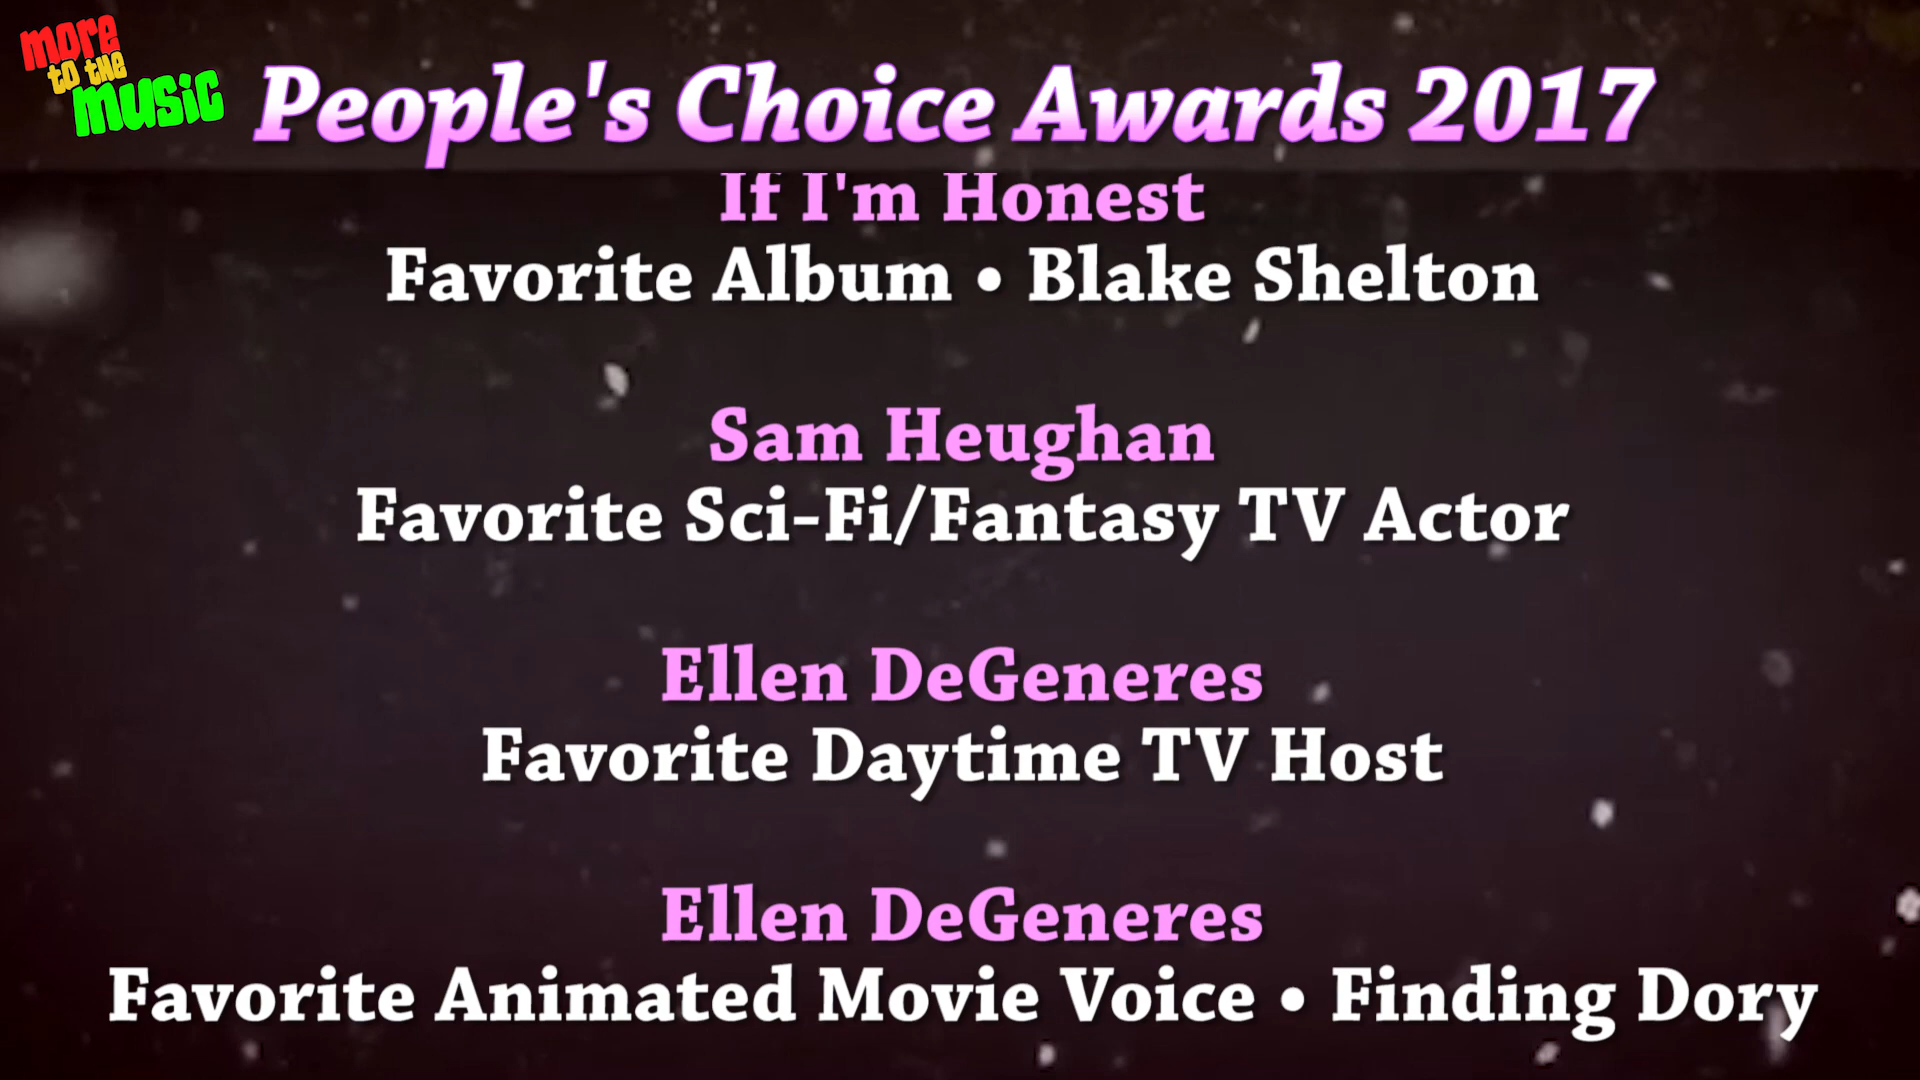 more
to the
music
People's Choice Awards 2017
If I'm Honest
Favorite Album • Blake Shelton
Sam Heughan
Favorite Sci-Fi/Fantasy TV Actor
Ellen DeGeneres
Favorite Daytime TV Host
Ellen DeGeneres
Favorite Animated Movie Voice • Finding Dory